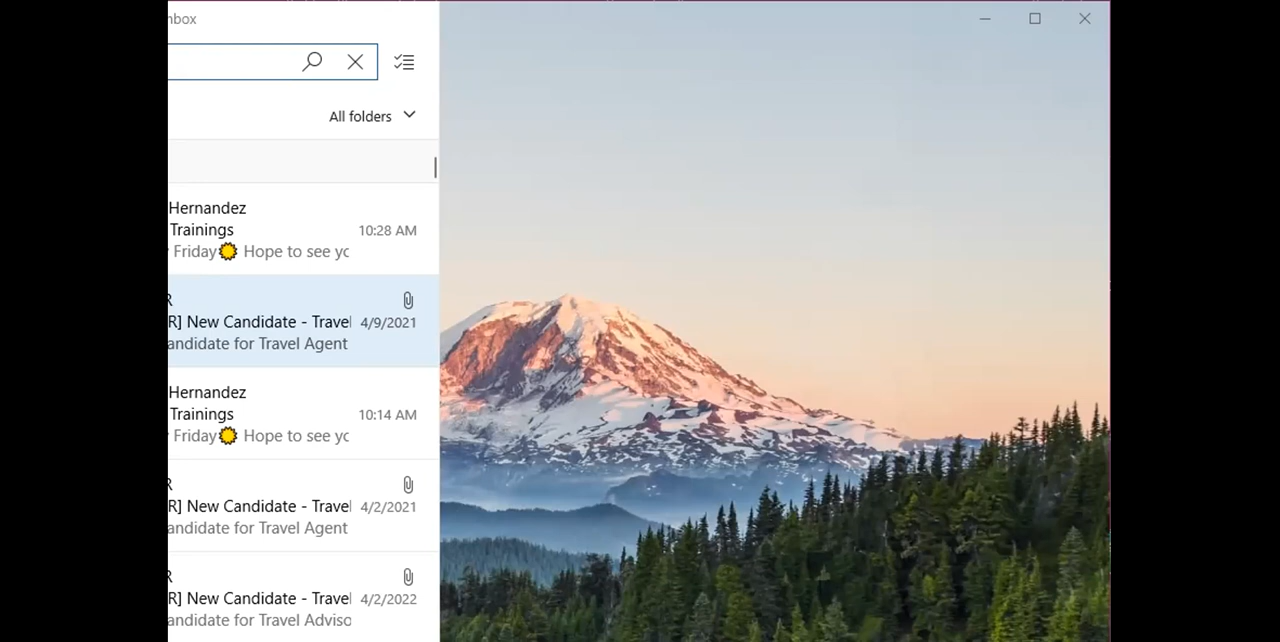 nbox
All folders
Hernandez
Trainings 10:28 AM
Friday Hope to see yo
R
R] New Candidate - Travel 4/9/2021
andidate for Travel Agent
Hernandez
Trainings 10:14 AM
Friday Hope to see yo
R
R] New Candidate - Travel 4/2/2021
andidate for Travel Agent
R
R] New Candidate - Travel 4/2/2022
andidate for Travel Adviso